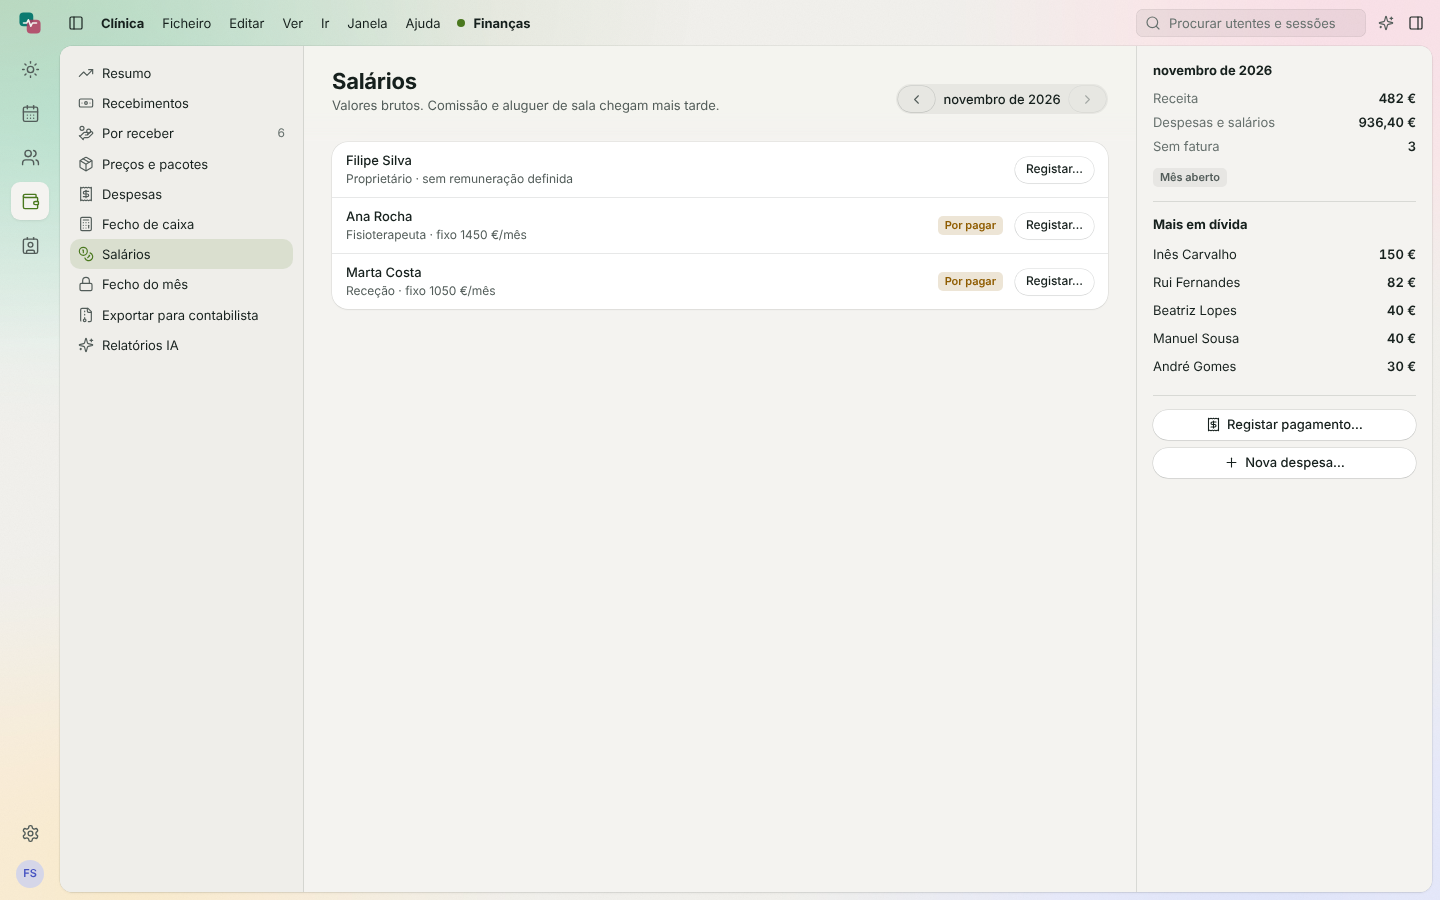 Clínica Ficheiro Editar Ver Ir Janela Ajuda Finanças
Procurar utentes e sessões
Resumo
Recebimentos
Por receber 6
Preços e pacotes
Despesas
Fecho de caixa
Salários
Fecho do mês
Exportar para contabilista
Relatórios IA
FS
Salários
Valores brutos. Comissão e aluguer de sala chegam mais tarde.
novembro de 2026
Filipe Silva
Proprietário · sem remuneração definida
Registar...
Ana Rocha
Fisioterapeuta · fixo 1450 €/mês
Por pagar Registar...
Marta Costa
Receção · fixo 1050 €/mês
Por pagar Registar...
novembro de 2026
Receita 482 €
Despesas e salários 936,40 €
Sem fatura 3
Mês aberto
Mais em dívida
Inês Carvalho 150 €
Rui Fernandes 82 €
Beatriz Lopes 40 €
Manuel Sousa 40 €
André Gomes 30 €
Registar pagamento...
Nova despesa...